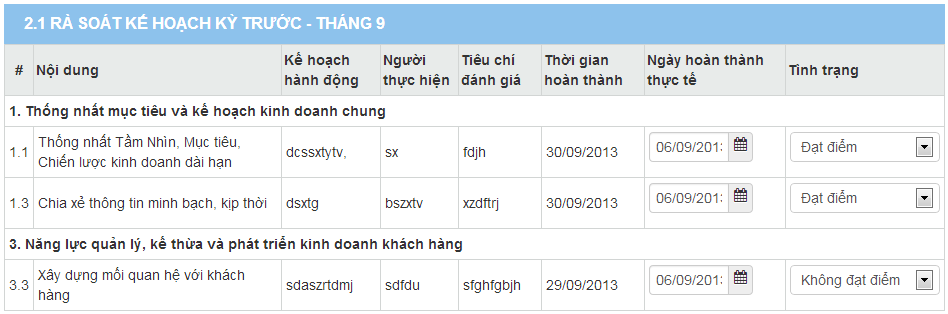 2.1 RÀ SOÁT KẾ HOẠCH KỲ TRƯỚC - THÁNG 9
# Nội dung Kế hoạch hành động Người thực hiện Tiêu chí đánh giá Thời gian hoàn thành Ngày hoàn thành thực tế Tình trạng
1. Thống nhất mục tiêu và kế hoạch kinh doanh chung
1.1 Thống nhất Tầm Nhìn, Mục tiêu, Chiến lược kinh doanh dài hạn dcssxtytv, sx fdjh 30/09/2013 06/09/201 Đạt điểm
1.3 Chia xẻ thông tin minh bạch, kịp thời dsxtg bszxtv xzdftrj 30/09/2013 06/09/201 Đạt điểm
3. Năng lực quản lý, kế thừa và phát triển kinh doanh khách hàng
3.3 Xây dựng mối quan hệ với khách hàng sdaszrtdmj sdfdu sfghfgbjh 29/09/2013 06/09/201 Không đạt điểm